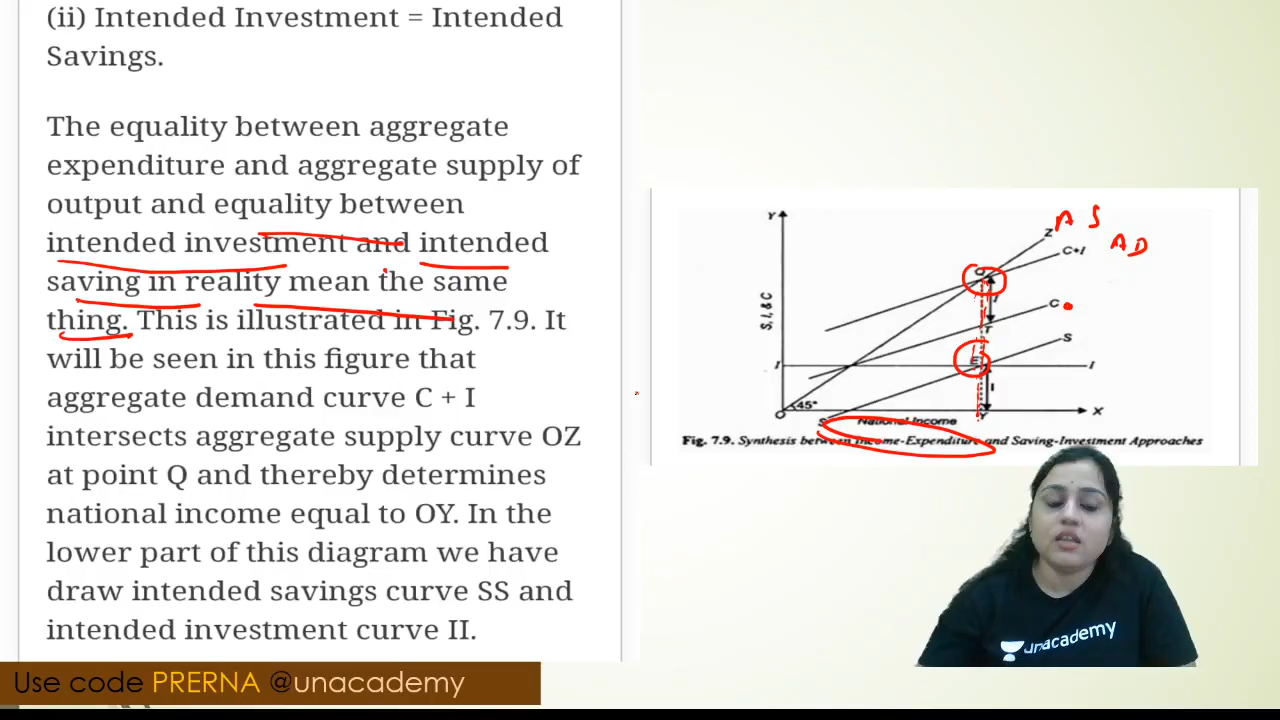 (ii) Intended Investment = Intended
Savings.
The equality between aggregate
expenditure and aggregate supply of
output and equality between
intended investment and intended
saving in reality mean the same
thing. This is illustrated in Fig. 7.9. It
will be seen in this figure that
aggregate demand curve C + I
intersects aggregate supply curve OZ
at point Q and thereby determines
national income equal to OY. In the
lower part of this diagram we have
draw intended savings curve SS and
intended investment curve II.
Y
A S
Z
A D
C+I
Q
I
C
S, I, & C
T
S
E
I
I
I
45°
O
X
S
Y
National Income
Fig. 7.9. Synthesis between Income-Expenditure and Saving-Investment Approaches
unacademy
Use code PRERNA @unacademy